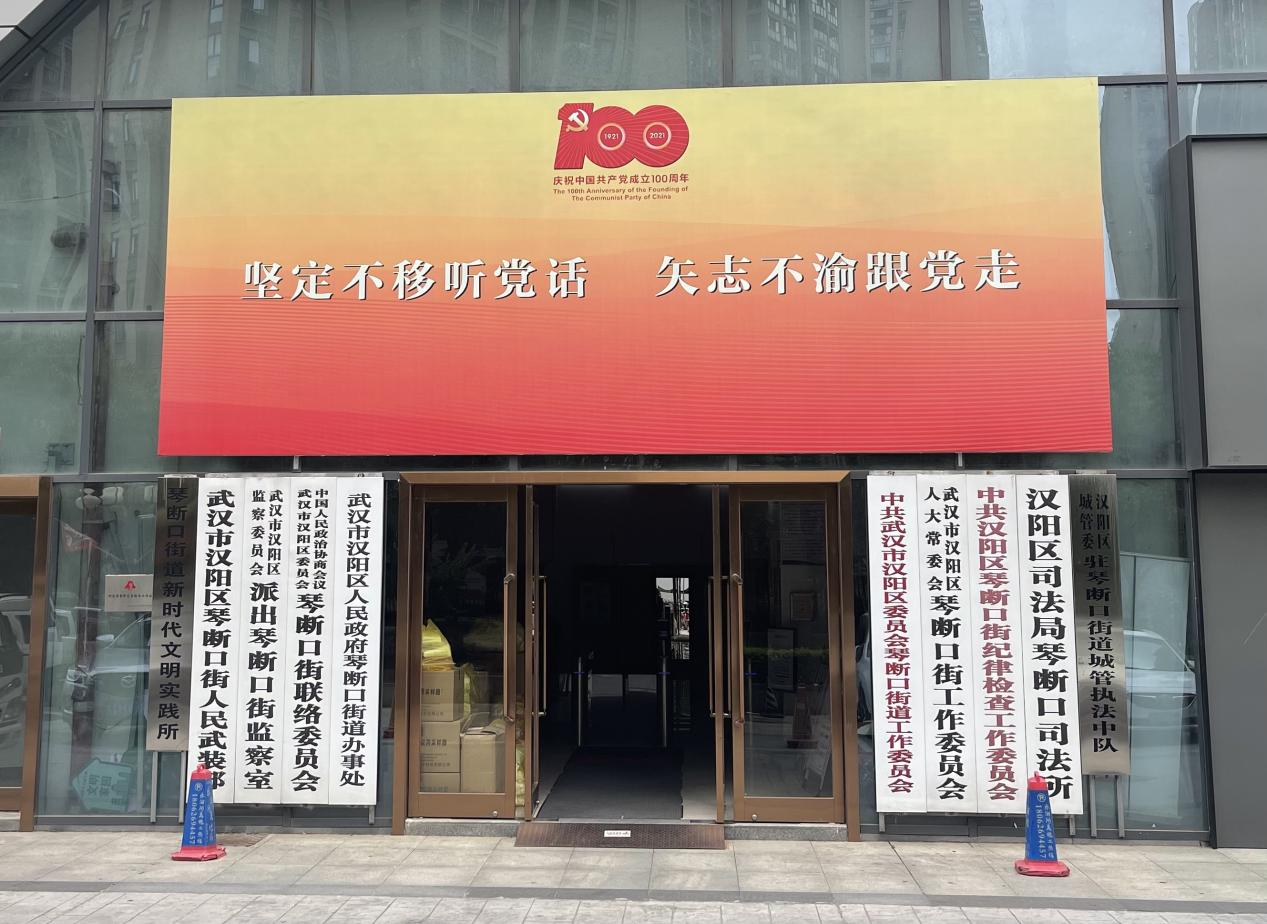 100
1921
2021
庆祝中国共产党成立100周年
The 100th Anniversary of the Founding of
The Communist Party of China
坚定不移听党话 矢志不渝跟党走
琴断口街道新时代文明实践所
武汉市汉阳区琴断口街人民武装部
武汉市汉阳区
监察委员会
派出琴断口街监察室
中国人民政治协商会议
武汉市汉阳区委员会
琴断口街联络委员会
武汉市汉阳区人民政府琴断口街道办事处
中共武汉市汉阳区委员会琴断口街道工作委员会
武汉市汉阳区
人大常委会
琴断口街工作委员会
中共汉阳区琴断口街纪律检查工作委员会
汉阳区司法局琴断口司法所
汉阳区
城管委
驻琴断口街道城管执法中队
文明
家园
18062694457